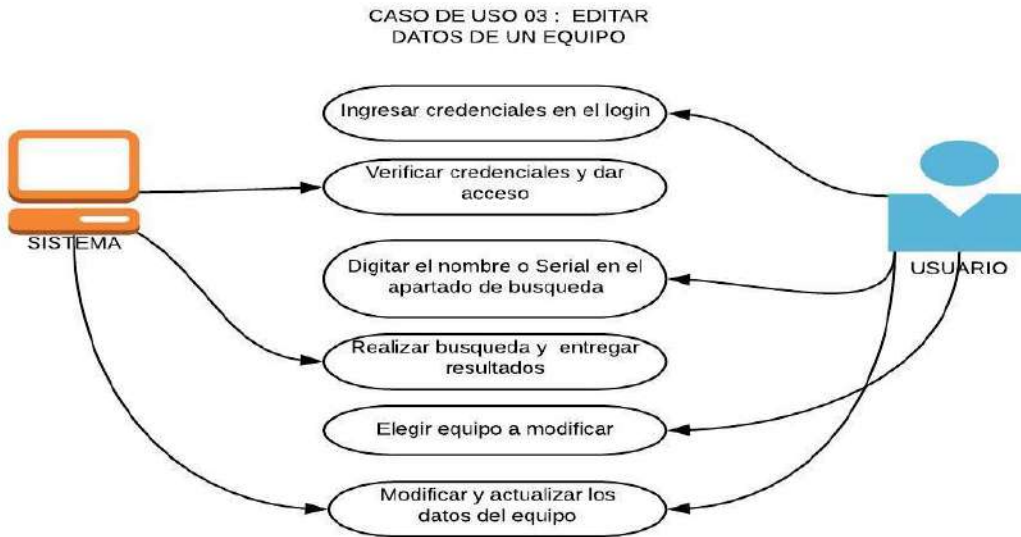 CASO DE USO 03 : EDITAR
DATOS DE UN EQUIPO
Ingresar credenciales en el login
Verificar credenciales y dar
acceso
SISTEMA
Digitar el nombre o Serial en el
apartado de busqueda
USUARIO
Realizar busqueda y entregar
resultados
Elegir equipo a modificar
Modificar y actualizar los
datos del equipo